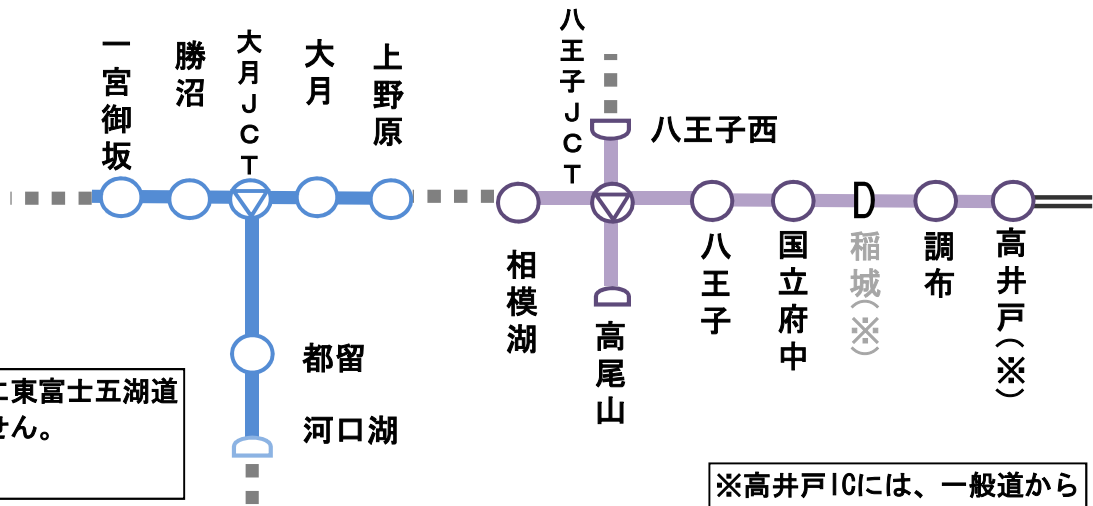 一宮御坂
勝沼
大月JCT
大月
上野原
八王子JCT
八王子西
相模湖
高尾山
八王子
国立府中
稲城(※)
調布
高井戸(※)
都留
河口湖
に東富士五湖道
せん。
※高井戸ICには、一般道から